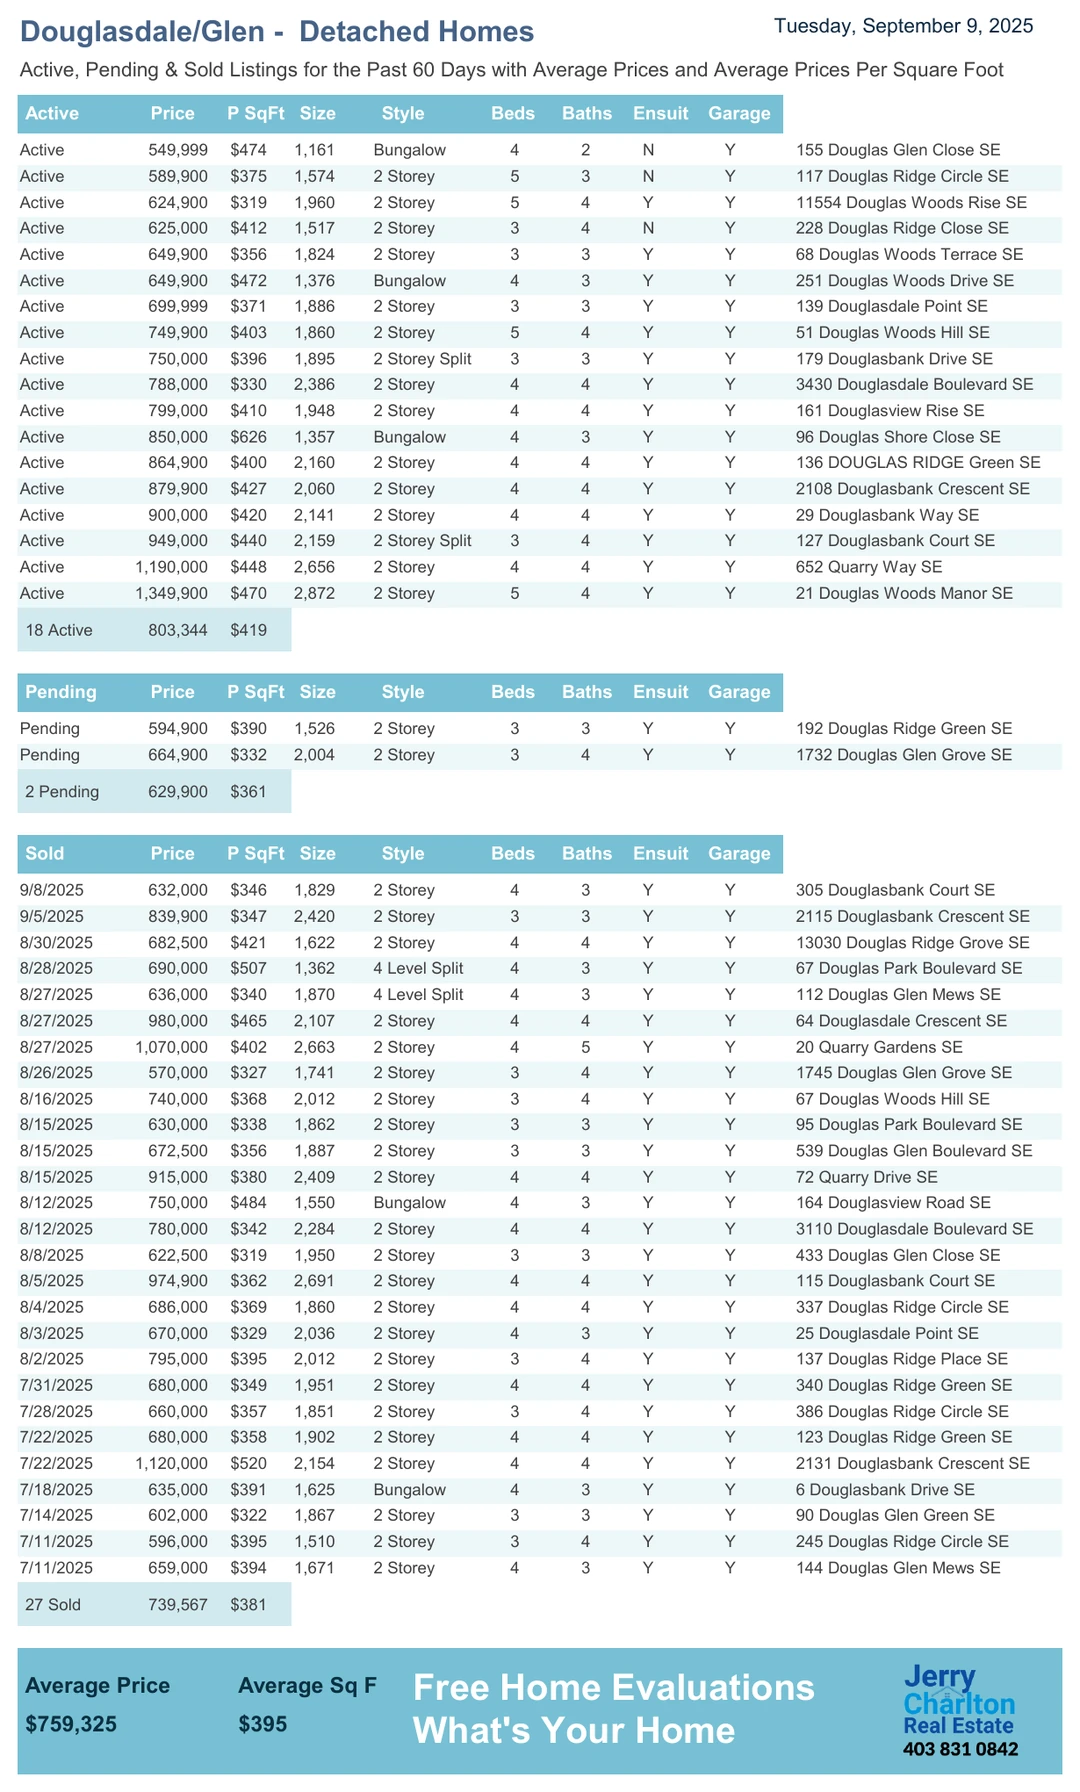 Douglasdale/Glen - Detached Homes
Tuesday, September 9, 2025
Active, Pending & Sold Listings for the Past 60 Days with Average Prices and Average Prices Per Square Foot
Active Price P SqFt Size Style Beds Baths Ensuit Garage
Active 549,999 $474 1,161 Bungalow 4 2 N Y 155 Douglas Glen Close SE
Active 589,900 $375 1,574 2 Storey 5 3 N Y 117 Douglas Ridge Circle SE
Active 624,900 $319 1,960 2 Storey 5 4 Y Y 11554 Douglas Woods Rise SE
Active 625,000 $412 1,517 2 Storey 3 4 N Y 228 Douglas Ridge Close SE
Active 649,900 $356 1,824 2 Storey 3 3 Y Y 68 Douglas Woods Terrace SE
Active 649,900 $472 1,376 Bungalow 4 3 Y Y 251 Douglas Woods Drive SE
Active 699,999 $371 1,886 2 Storey 3 3 Y Y 139 Douglasdale Point SE
Active 749,900 $403 1,860 2 Storey 5 4 Y Y 51 Douglas Woods Hill SE
Active 750,000 $396 1,895 2 Storey Split 3 3 Y Y 179 Douglasbank Drive SE
Active 788,000 $330 2,386 2 Storey 4 4 Y Y 3430 Douglasdale Boulevard SE
Active 799,000 $410 1,948 2 Storey 4 4 Y Y 161 Douglasview Rise SE
Active 850,000 $626 1,357 Bungalow 4 3 Y Y 96 Douglas Shore Close SE
Active 864,900 $400 2,160 2 Storey 4 4 Y Y 136 DOUGLAS RIDGE Green SE
Active 879,900 $427 2,060 2 Storey 4 4 Y Y 2108 Douglasbank Crescent SE
Active 900,000 $420 2,141 2 Storey 4 4 Y Y 29 Douglasbank Way SE
Active 949,000 $440 2,159 2 Storey Split 3 4 Y Y 127 Douglasbank Court SE
Active 1,190,000 $448 2,656 2 Storey 4 4 Y Y 652 Quarry Way SE
Active 1,349,900 $470 2,872 2 Storey 5 4 Y Y 21 Douglas Woods Manor SE
18 Active 803,344 $419
Pending Price P SqFt Size Style Beds Baths Ensuit Garage
Pending 594,900 $390 1,526 2 Storey 3 3 Y Y 192 Douglas Ridge Green SE
Pending 664,900 $332 2,004 2 Storey 3 4 Y Y 1732 Douglas Glen Grove SE
2 Pending 629,900 $361
Sold Price P SqFt Size Style Beds Baths Ensuit Garage
9/8/2025 632,000 $346 1,829 2 Storey 4 3 Y Y 305 Douglasbank Court SE
9/5/2025 839,900 $347 2,420 2 Storey 3 3 Y Y 2115 Douglasbank Crescent SE
8/30/2025 682,500 $421 1,622 2 Storey 4 4 Y Y 13030 Douglas Ridge Grove SE
8/28/2025 690,000 $507 1,362 4 Level Split 4 3 Y Y 67 Douglas Park Boulevard SE
8/27/2025 636,000 $340 1,870 4 Level Split 4 3 Y Y 112 Douglas Glen Mews SE
8/27/2025 980,000 $465 2,107 2 Storey 4 4 Y Y 64 Douglasdale Crescent SE
8/27/2025 1,070,000 $402 2,663 2 Storey 4 5 Y Y 20 Quarry Gardens SE
8/26/2025 570,000 $327 1,741 2 Storey 3 4 Y Y 1745 Douglas Glen Grove SE
8/16/2025 740,000 $368 2,012 2 Storey 3 4 Y Y 67 Douglas Woods Hill SE
8/15/2025 630,000 $338 1,862 2 Storey 3 3 Y Y 95 Douglas Park Boulevard SE
8/15/2025 672,500 $356 1,887 2 Storey 3 3 Y Y 539 Douglas Glen Boulevard SE
8/15/2025 915,000 $380 2,409 2 Storey 4 4 Y Y 72 Quarry Drive SE
8/12/2025 750,000 $484 1,550 Bungalow 4 3 Y Y 164 Douglasview Road SE
8/12/2025 780,000 $342 2,284 2 Storey 4 4 Y Y 3110 Douglasdale Boulevard SE
8/8/2025 622,500 $319 1,950 2 Storey 3 3 Y Y 433 Douglas Glen Close SE
8/5/2025 974,900 $362 2,691 2 Storey 4 4 Y Y 115 Douglasbank Court SE
8/4/2025 686,000 $369 1,860 2 Storey 4 4 Y Y 337 Douglas Ridge Circle SE
8/3/2025 670,000 $329 2,036 2 Storey 4 3 Y Y 25 Douglasdale Point SE
8/2/2025 795,000 $395 2,012 2 Storey 3 4 Y Y 137 Douglas Ridge Place SE
7/31/2025 680,000 $349 1,951 2 Storey 4 4 Y Y 340 Douglas Ridge Green SE
7/28/2025 660,000 $357 1,851 2 Storey 3 4 Y Y 386 Douglas Ridge Circle SE
7/22/2025 680,000 $358 1,902 2 Storey 4 4 Y Y 123 Douglas Ridge Green SE
7/22/2025 1,120,000 $520 2,154 2 Storey 4 4 Y Y 2131 Douglasbank Crescent SE
7/18/2025 635,000 $391 1,625 Bungalow 4 3 Y Y 6 Douglasbank Drive SE
7/14/2025 602,000 $322 1,867 2 Storey 3 3 Y Y 90 Douglas Glen Green SE
7/11/2025 596,000 $395 1,510 2 Storey 3 4 Y Y 245 Douglas Ridge Circle SE
7/11/2025 659,000 $394 1,671 2 Storey 4 3 Y Y 144 Douglas Glen Mews SE
27 Sold 739,567 $381
Average Price Average Sq F
$759,325 $395
Free Home Evaluations
What's Your Home
Jerry
Charlton
Real Estate
403 831 0842